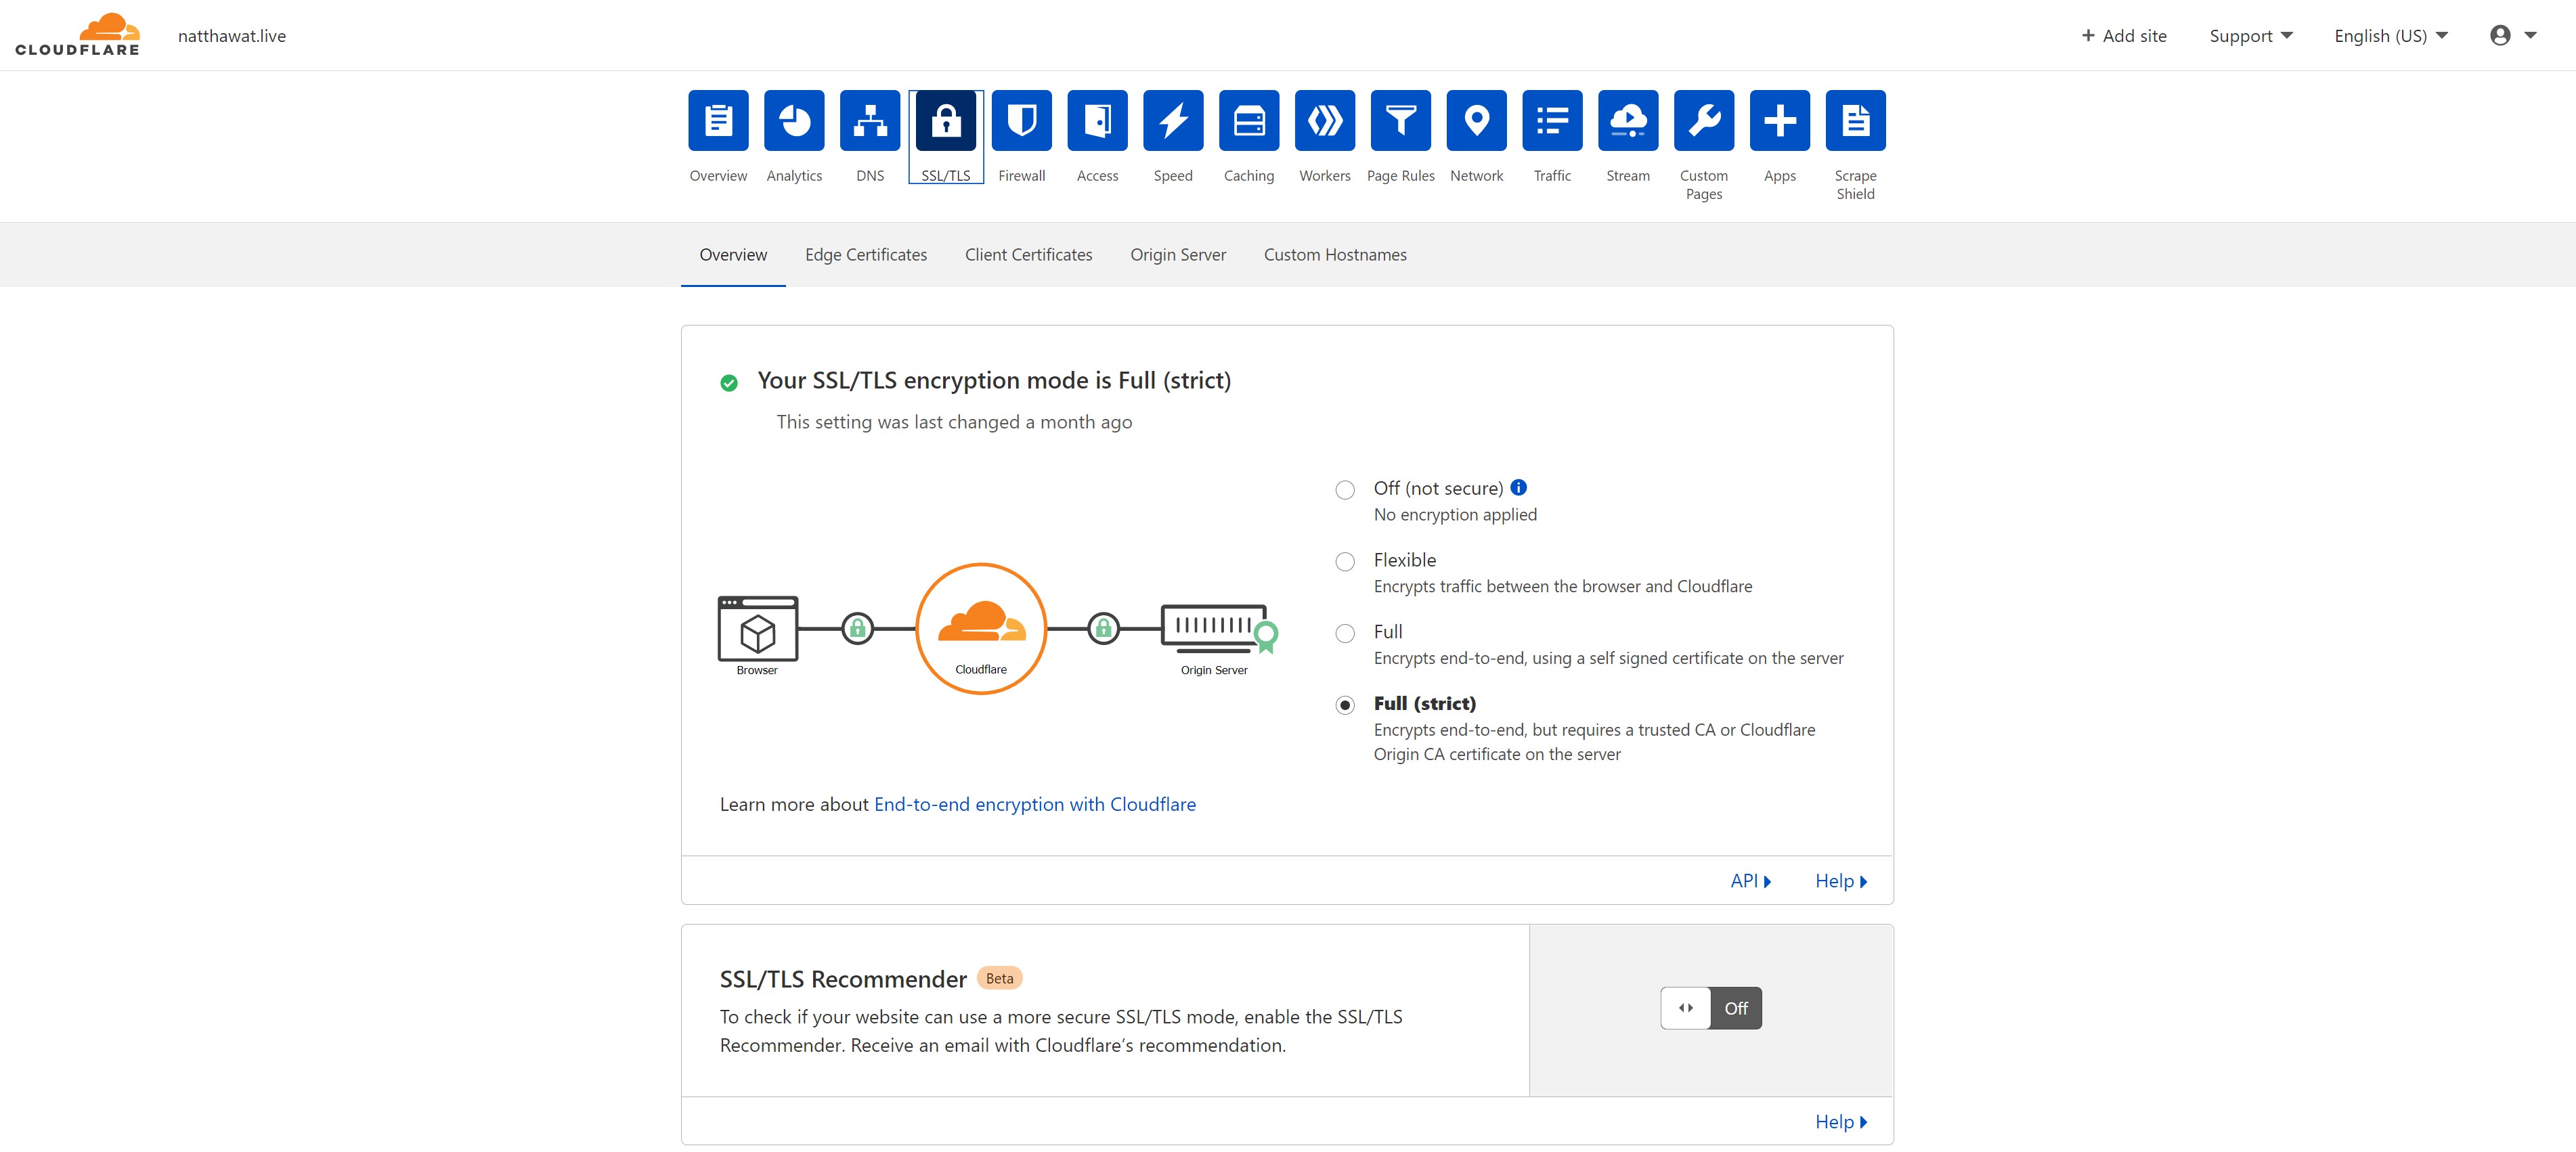 CLOUDFLARE
natthawat.live
+ Add site
Support
English (US)
Overview
Analytics
DNS
SSL/TLS
Firewall
Access
Speed
Caching
Workers
Page Rules
Network
Traffic
Stream
Custom
Pages
Apps
Scrape
Shield
Overview
Edge Certificates
Client Certificates
Origin Server
Custom Hostnames
Your SSL/TLS encryption mode is Full (strict)
This setting was last changed a month ago
Browser
Cloudflare
Origin Server
Off (not secure)
No encryption applied
Flexible
Encrypts traffic between the browser and Cloudflare
Full
Encrypts end-to-end, using a self signed certificate on the server
Full (strict)
Encrypts end-to-end, but requires a trusted CA or Cloudflare
Origin CA certificate on the server
Learn more about End-to-end encryption with Cloudflare
API
Help
SSL/TLS Recommender Beta
To check if your website can use a more secure SSL/TLS mode, enable the SSL/TLS
Recommender. Receive an email with Cloudflare’s recommendation.
Off
Help